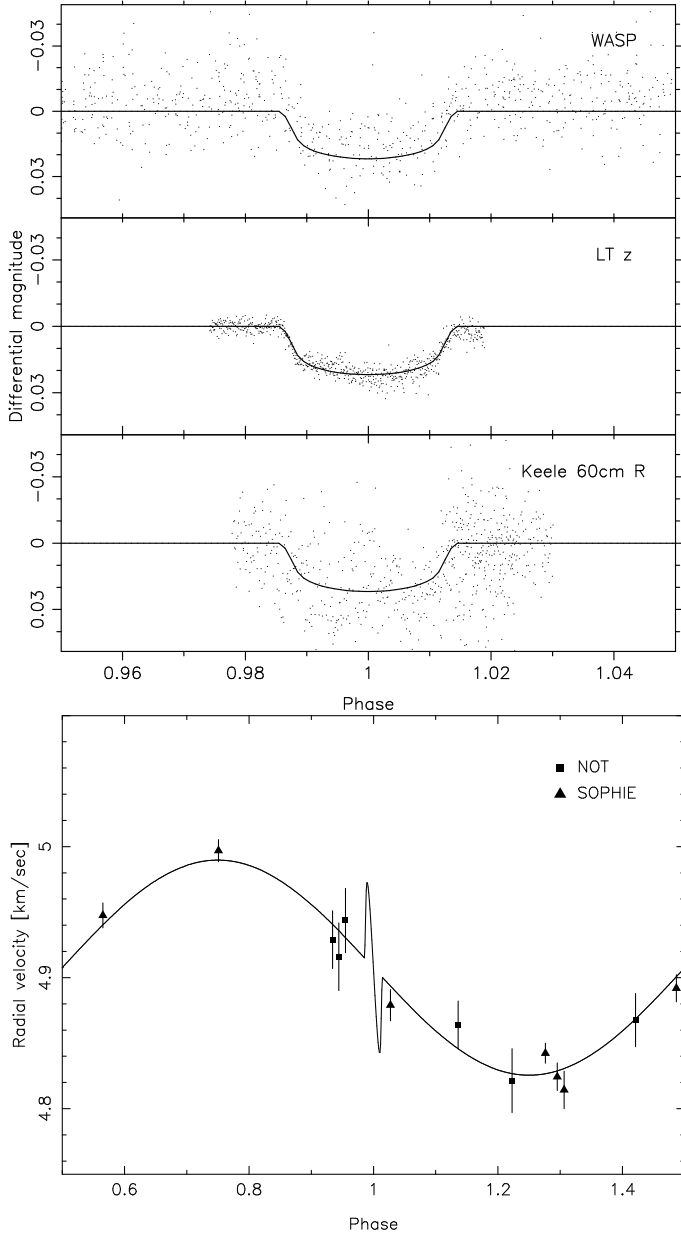 WASP
−0.03
0
0.03
LT z
−0.03
0
0.03
Differential magnitude
Keele 60cm R
−0.03
0
0.03
0.96
0.98
1
1.02
1.04
Phase
NOT
SOPHIE
5
4.9
4.8
Radial velocity [km/sec]
0.6
0.8
1
1.2
1.4
Phase